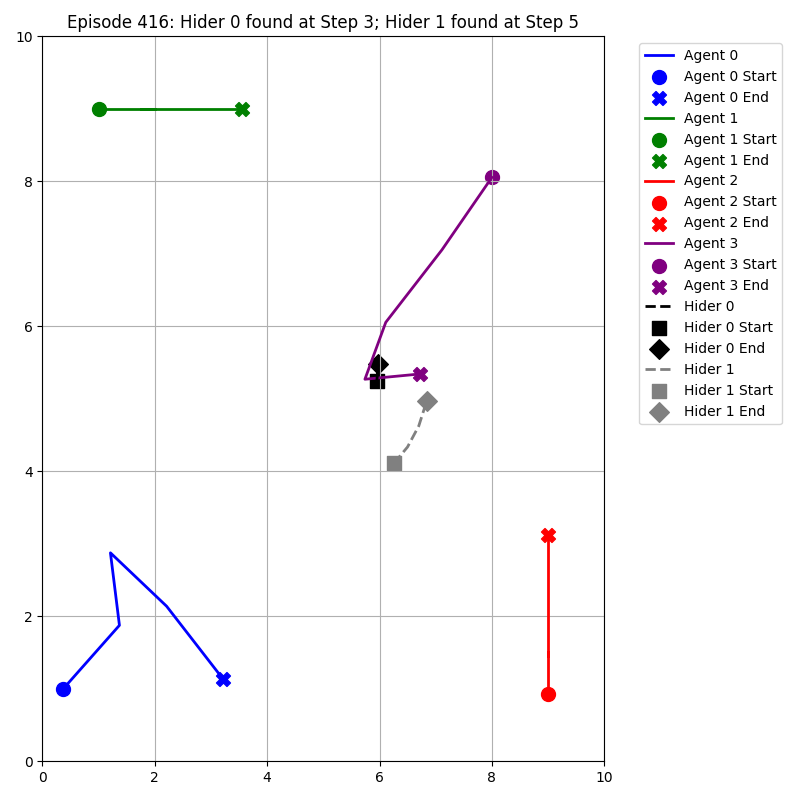 Episode 416: Hider 0 found at Step 3; Hider 1 found at Step 5
10
8
6
4
2
0
0 2 4 6 8 10
Agent 0
Agent 0 Start
Agent 0 End
Agent 1
Agent 1 Start
Agent 1 End
Agent 2
Agent 2 Start
Agent 2 End
Agent 3
Agent 3 Start
Agent 3 End
Hider 0
Hider 0 Start
Hider 0 End
Hider 1
Hider 1 Start
Hider 1 End